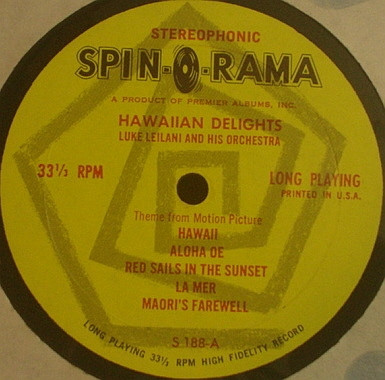 STEREOPHONIC
SPIN-O-RAMA
A PRODUCT OF PREMIER ALBUMS, INC.
HAWAIIAN DELIGHTS
LUKE LEILANI AND HIS ORCHESTRA
33⅓ RPM
LONG PLAYING
PRINTED IN U.S.A.
Theme from Motion Picture
HAWAII
ALOHA OE
RED SAILS IN THE SUNSET
LA MER
MAORI'S FAREWELL
S 188-A
LONG PLAYING 33⅓ RPM HIGH FIDELITY RECORD